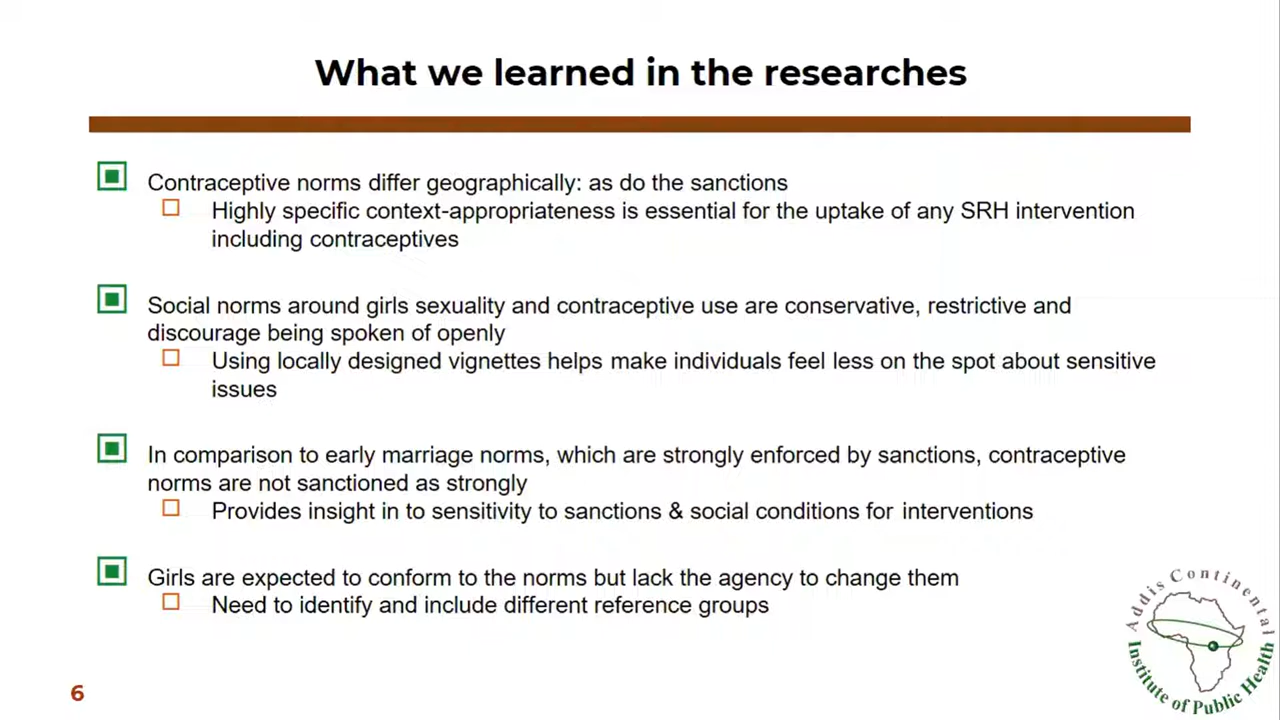 What we learned in the researches
Contraceptive norms differ geographically: as do the sanctions
Highly specific context-appropriateness is essential for the uptake of any SRH intervention
including contraceptives
Social norms around girls sexuality and contraceptive use are conservative, restrictive and
discourage being spoken of openly
Using locally designed vignettes helps make individuals feel less on the spot about sensitive
issues
In comparison to early marriage norms, which are strongly enforced by sanctions, contraceptive
norms are not sanctioned as strongly
Provides insight in to sensitivity to sanctions & social conditions for interventions
Girls are expected to conform to the norms but lack the agency to change them
Need to identify and include different reference groups
Addis Continental
Institute of Public Health
6